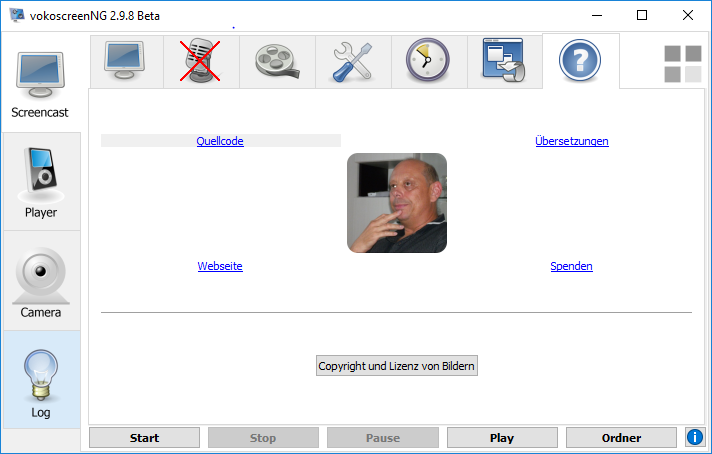 vokoscreenNG 2.9.8 Beta
Screencast
Player
Camera
Log
Quellcode
Übersetzungen
Webseite
Spenden
Copyright und Lizenz von Bildern
Start
Stop
Pause
Play
Ordner